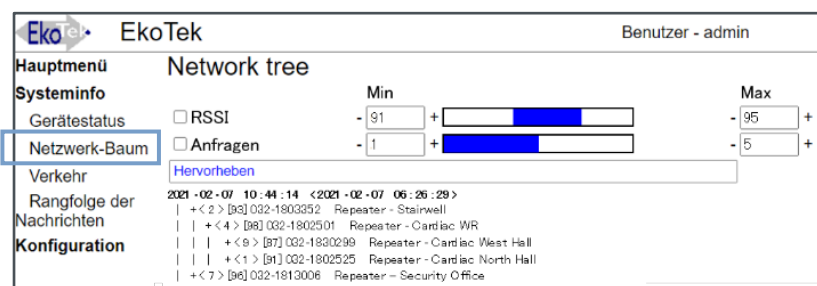 EkoTek EkoTek Benutzer - admin
Hauptmenü
Network tree
Systeminfo
Min Max
Gerätestatus
RSSI - 91 + - 95 +
Netzwerk-Baum
Anfragen - 1 + - 5 +
Verkehr
Hervorheben
Rangfolge der
Nachrichten
Konfiguration
2021-02-07 10:44:14 <2021-02-07 06:26:29>
| +<2> [93] 032-1803352 Repeater - Stairwell
| | +<4> [98] 032-1802501 Repeater - Cardiac WR
| | | +<9> [87] 032-1830299 Repeater - Cardiac West Hall
| | | +<1> [91] 032-1802525 Repeater - Cardiac North Hall
| +<7> [96] 032-1813006 Repeater – Security Office